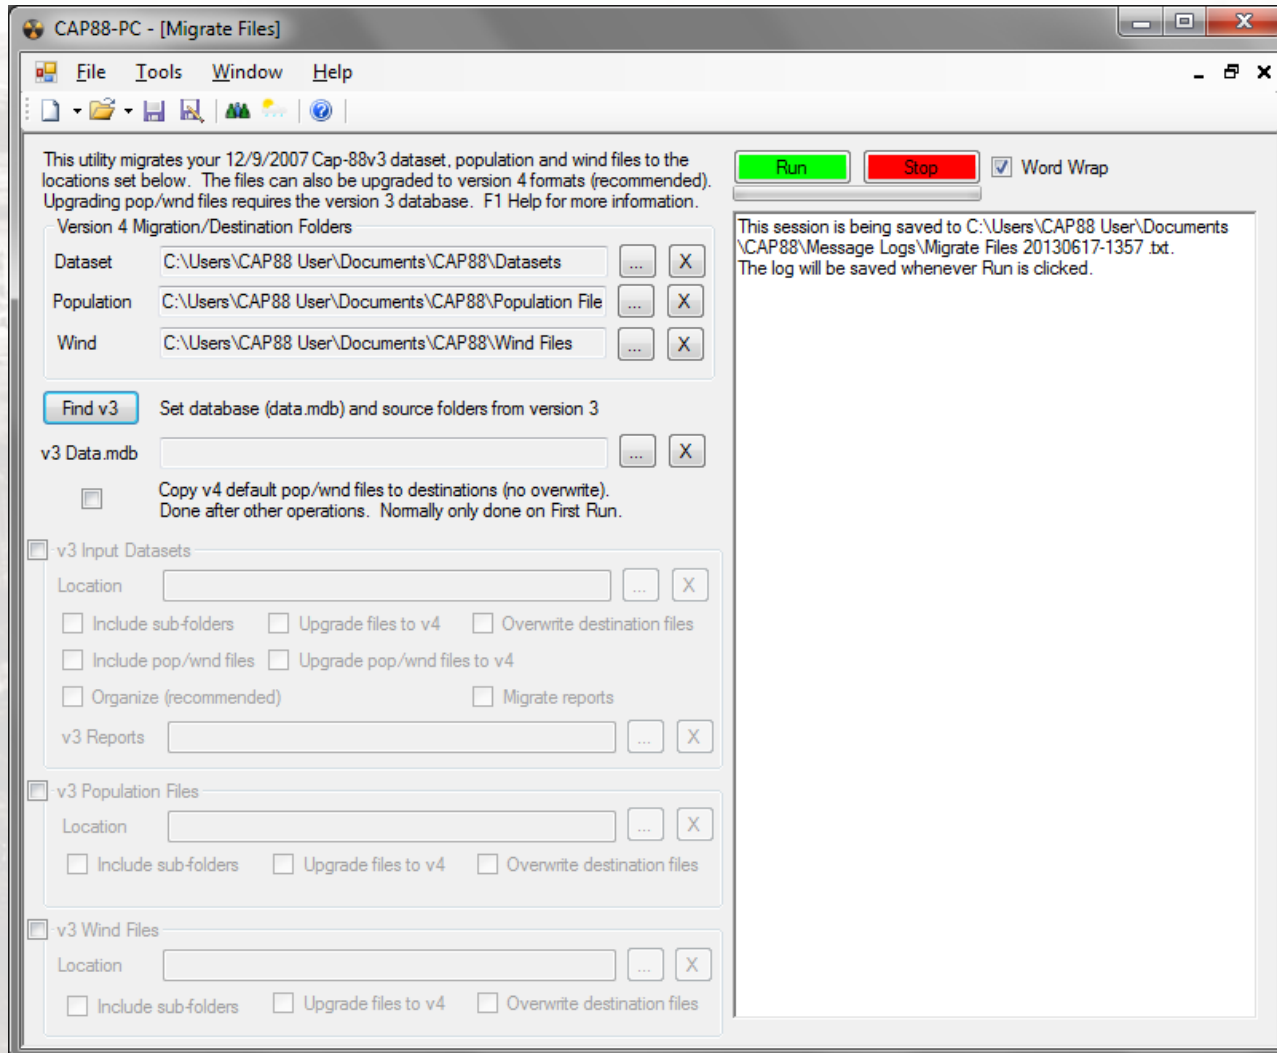 CAP88-PC - [Migrate Files]
File Tools Window Help
This utility migrates your 12/9/2007 Cap-88v3 dataset, population and wind files to the
locations set below. The files can also be upgraded to version 4 formats (recommended).
Upgrading pop/wnd files requires the version 3 database. F1 Help for more information.
Version 4 Migration/Destination Folders
Dataset C:\Users\CAP88 User\Documents\CAP88\Datasets ... X
Population C:\Users\CAP88 User\Documents\CAP88\Population File ... X
Wind C:\Users\CAP88 User\Documents\CAP88\Wind Files ... X
Find v3 Set database (data.mdb) and source folders from version 3
v3 Data.mdb ... X
Copy v4 default pop/wnd files to destinations (no overwrite).
Done after other operations. Normally only done on First Run.
v3 Input Datasets
Location ... X
Include sub-folders Upgrade files to v4 Overwrite destination files
Include pop/wnd files Upgrade pop/wnd files to v4
Organize (recommended) Migrate reports
v3 Reports ... X
v3 Population Files
Location ... X
Include sub-folders Upgrade files to v4 Overwrite destination files
v3 Wind Files
Location ... X
Include sub-folders Upgrade files to v4 Overwrite destination files
Run Stop Word Wrap
This session is being saved to C:\Users\CAP88 User\Documents
\CAP88\Message Logs\Migrate Files 20130617-1357 .txt.
The log will be saved whenever Run is clicked.